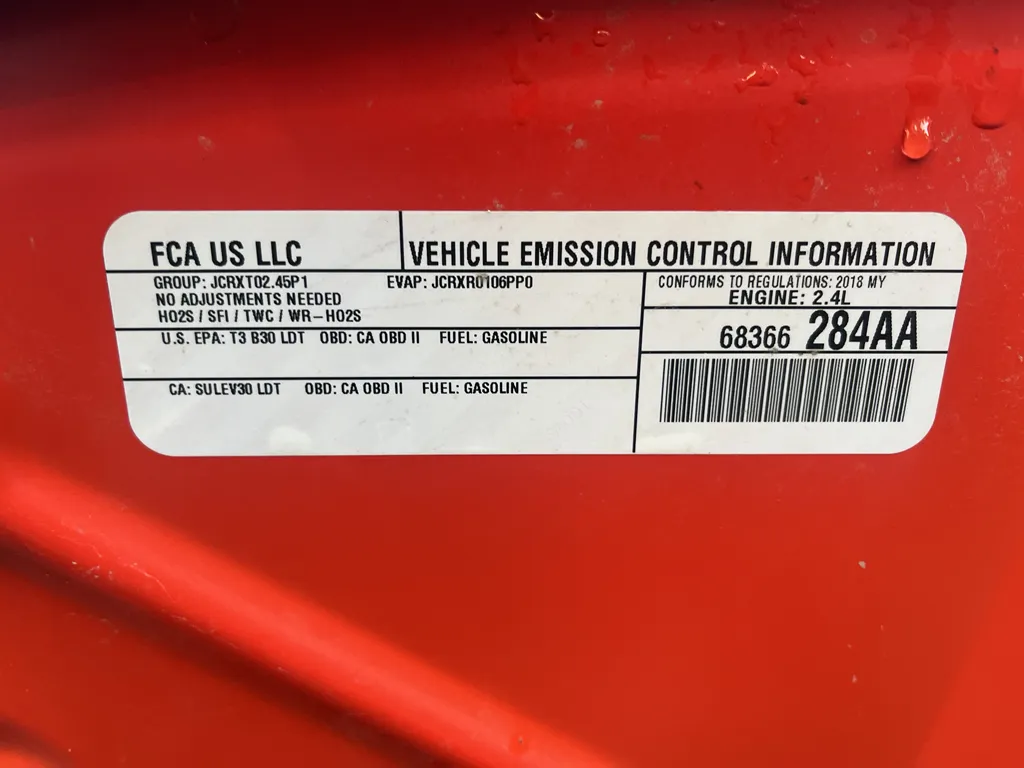 FCA US LLC
VEHICLE EMISSION CONTROL INFORMATION
GROUP: JCRXT02.45P1 EVAP: JCRXR0106PP0
NO ADJUSTMENTS NEEDED
HO2S / SFI / TWC / WR-HO2S
CONFORMS TO REGULATIONS: 2018 MY
ENGINE: 2.4L
68366 284AA
U.S. EPA: T3 B30 LDT OBD: CA OBD II FUEL: GASOLINE
CA: SULEV30 LDT OBD: CA OBD II FUEL: GASOLINE